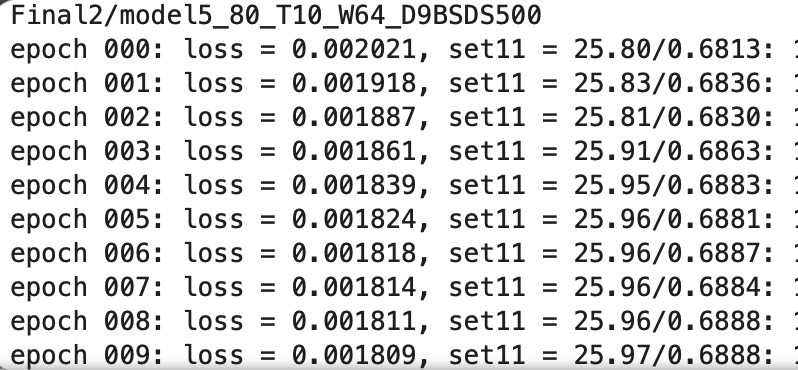 Final2/model5_80_T10_W64_D9BSDS500
epoch 000: loss = 0.002021, set11 = 25.80/0.6813:
epoch 001: loss = 0.001918, set11 = 25.83/0.6836:
epoch 002: loss = 0.001887, set11 = 25.81/0.6830:
epoch 003: loss = 0.001861, set11 = 25.91/0.6863:
epoch 004: loss = 0.001839, set11 = 25.95/0.6883:
epoch 005: loss = 0.001824, set11 = 25.96/0.6881:
epoch 006: loss = 0.001818, set11 = 25.96/0.6887:
epoch 007: loss = 0.001814, set11 = 25.96/0.6884:
epoch 008: loss = 0.001811, set11 = 25.96/0.6888:
epoch 009: loss = 0.001809, set11 = 25.97/0.6888: